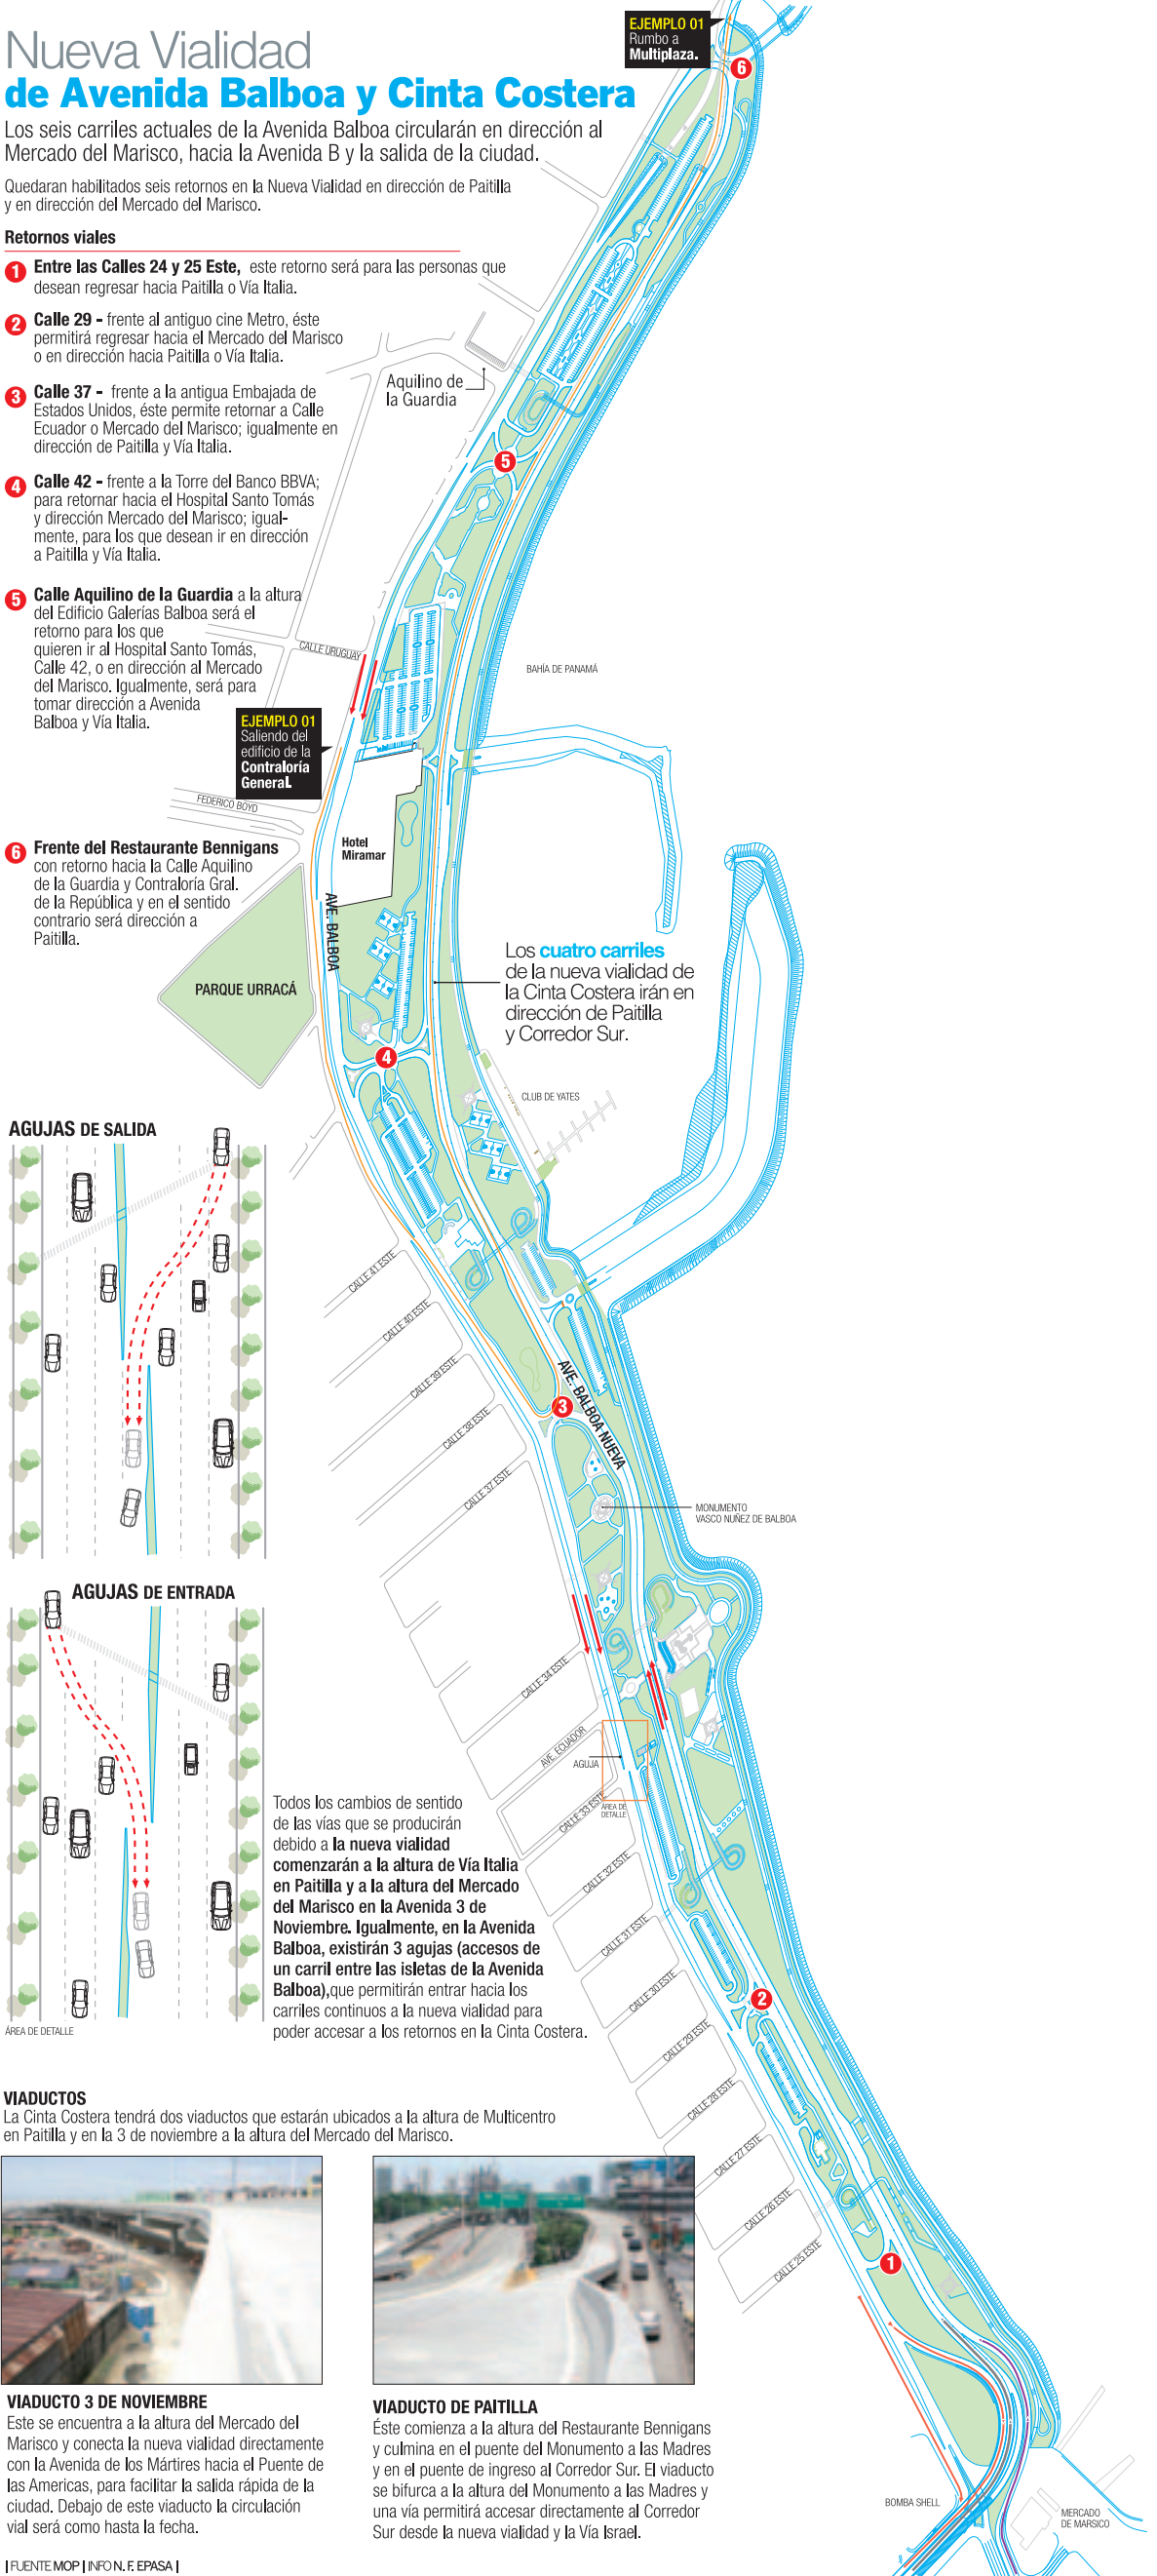 Nueva Vialidad
de Avenida Balboa y Cinta Costera
Los seis carriles actuales de la Avenida Balboa circularán en dirección al
Mercado del Marisco, hacia la Avenida B y la salida de la ciudad.
Quedaran habilitados seis retornos en la Nueva Vialidad en dirección de Paitilla
y en dirección del Mercado del Marisco.
Retornos viales
1 Entre las Calles 24 y 25 Este, este retorno será para las personas que
desean regresar hacia Paitilla o Vía Italia.
2 Calle 29 - frente al antiguo cine Metro, éste
permitirá regresar hacia el Mercado del Marisco
o en dirección hacia Paitilla o Vía Italia.
3 Calle 37 - frente a la antigua Embajada de
Estados Unidos, éste permite retornar a Calle
Ecuador o Mercado del Marisco; igualmente en
dirección de Paitilla y Vía Italia.
4 Calle 42 - frente a la Torre del Banco BBVA;
para retornar hacia el Hospital Santo Tomás
y dirección Mercado del Marisco; igual-
mente, para los que desean ir en dirección
a Paitilla y Vía Italia.
5 Calle Aquilino de la Guardia a la altura
del Edificio Galerías Balboa será el
retorno para los que
quieren ir al Hospital Santo Tomás,
Calle 42, o en dirección al Mercado
del Marisco. Igualmente, será para
tomar dirección a Avenida
Balboa y Vía Italia.
6 Frente del Restaurante Bennigans
con retorno hacia la Calle Aquilino
de la Guardia y Contraloría Gral.
de la República y en el sentido
contrario será dirección a
Paitilla.
EJEMPLO 01
Rumbo a
Multiplaza.
6
Aquilino de
la Guardia
5
CALLE URUGUAY
BAHÍA DE PANAMÁ
EJEMPLO 01
Saliendo del
edificio de la
Contraloría
General.
FEDERICO BOYD
Hotel
Miramar
AVE. BALBOA
PARQUE URRACÁ
Los cuatro carriles
de la nueva vialidad de
la Cinta Costera irán en
dirección de Paitilla
y Corredor Sur.
4
CLUB DE YATES
CALLE 41 ESTE
CALLE 40 ESTE
CALLE 39 ESTE
CALLE 38 ESTE
CALLE 37 ESTE
3
AVE. BALBOA NUEVA
MONUMENTO
VASCO NUÑEZ DE BALBOA
CALLE 34 ESTE
AVE. ECUADOR
AGUJA
CALLE 33 ESTE
ÁREA DE
DETALLE
CALLE 32 ESTE
CALLE 31 ESTE
CALLE 30 ESTE
2
CALLE 29 ESTE
CALLE 28 ESTE
CALLE 27 ESTE
CALLE 26 ESTE
CALLE 25 ESTE
1
BOMBA SHELL
MERCADO
DE MARSICO
AGUJAS DE SALIDA
AGUJAS DE ENTRADA
ÁREA DE DETALLE
Todos los cambios de sentido
de las vías que se producirán
debido a la nueva vialidad
comenzarán a la altura de Vía Italia
en Paitilla y a la altura del Mercado
del Marisco en la Avenida 3 de
Noviembre. Igualmente, en la Avenida
Balboa, existirán 3 agujas (accesos de
un carril entre las isletas de la Avenida
Balboa),que permitirán entrar hacia los
carriles continuos a la nueva vialidad para
poder accesar a los retornos en la Cinta Costera.
VIADUCTOS
La Cinta Costera tendrá dos viaductos que estarán ubicados a la altura de Multicentro
en Paitilla y en la 3 de noviembre a la altura del Mercado del Marisco.
VIADUCTO 3 DE NOVIEMBRE
Este se encuentra a la altura del Mercado del
Marisco y conecta la nueva vialidad directamente
con la Avenida de los Mártires hacia el Puente de
las Americas, para facilitar la salida rápida de la
ciudad. Debajo de este viaducto la circulación
vial será como hasta la fecha.
VIADUCTO DE PAITILLA
Éste comienza a la altura del Restaurante Bennigans
y culmina en el puente del Monumento a las Madres
y en el puente de ingreso al Corredor Sur. El viaducto
se bifurca a la altura del Monumento a las Madres y
una vía permitirá accesar directamente al Corredor
Sur desde la nueva vialidad y la Vía Israel.
| FUENTE MOP | INFO N. F. EPASA |